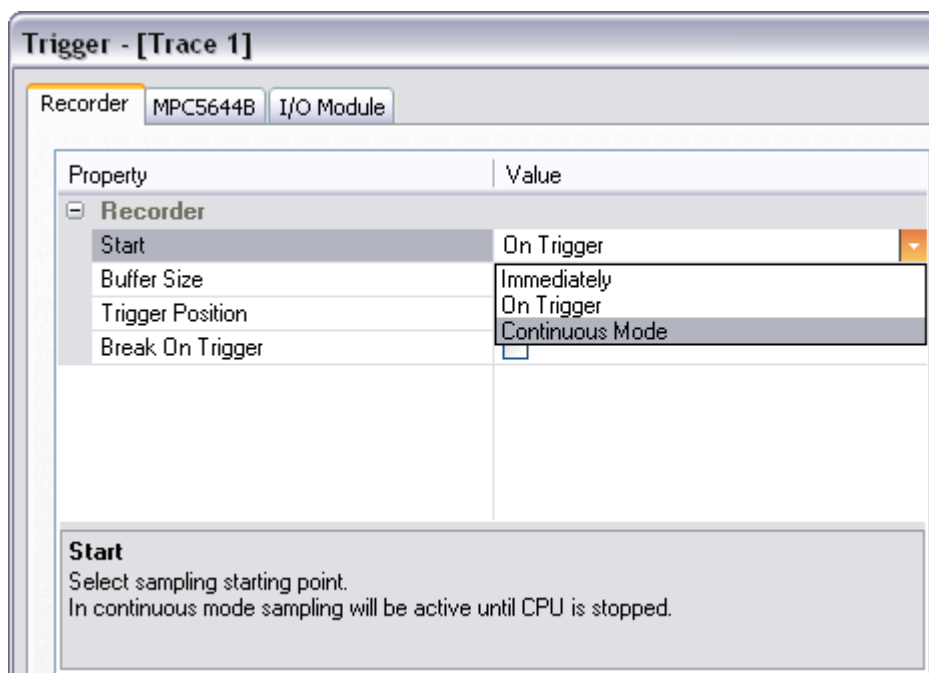 Trigger - [Trace 1]
Recorder MPC5644B I/O Module
Property Value
Recorder
Start On Trigger
Buffer Size Immediately
Trigger Position On Trigger
Continuous Mode
Break On Trigger
Start
Select sampling starting point.
In continuous mode sampling will be active until CPU is stopped.